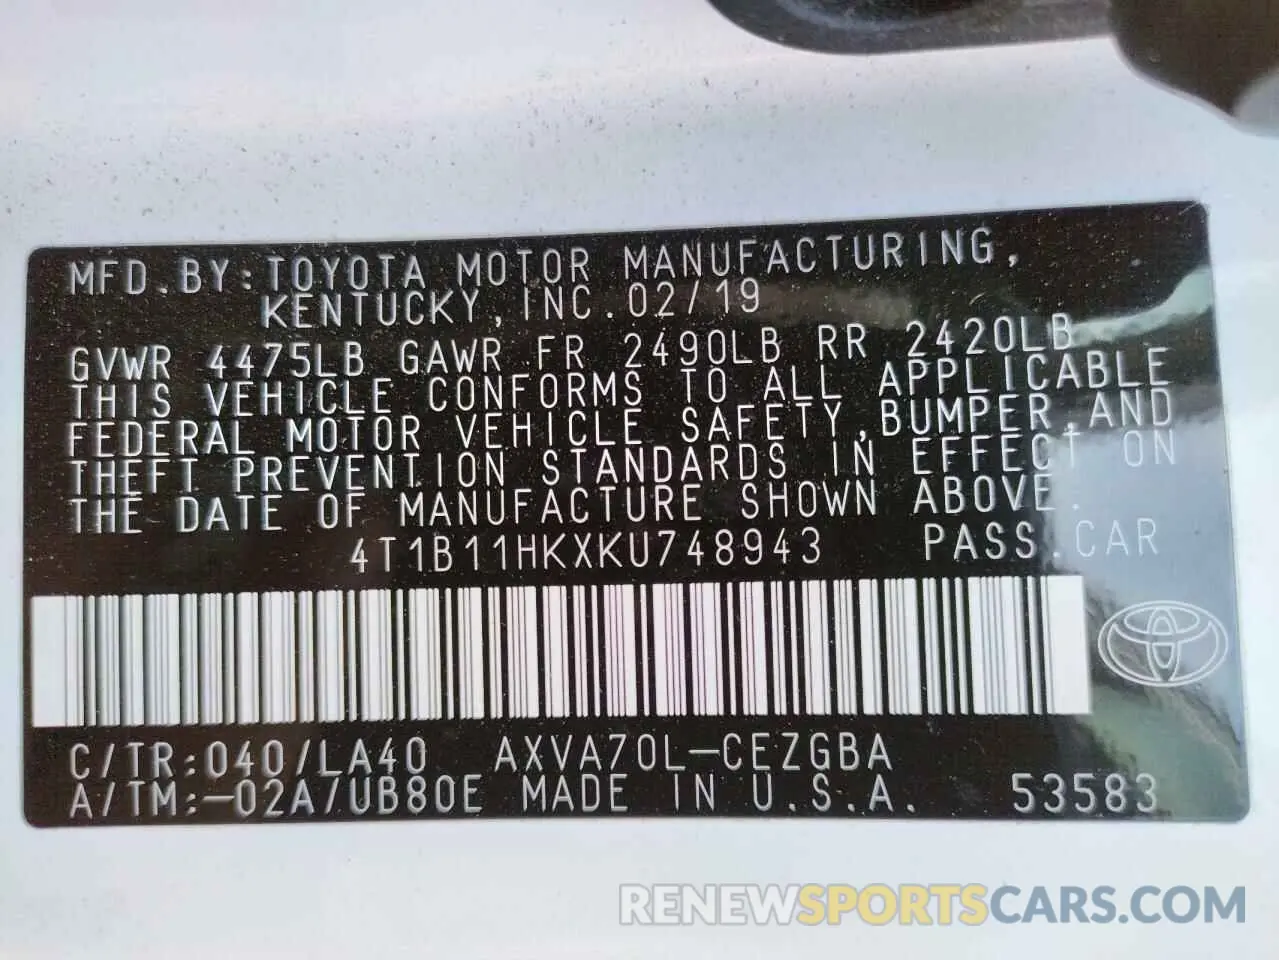 MFD.BY:TOYOTA MOTOR MANUFACTURING,
KENTUCKY,INC.02/19
GVWR 4475LB GAWR FR 2490LB RR 2420LB
THIS VEHICLE CONFORMS TO ALL APPLICABLE
FEDERAL MOTOR VEHICLE SAFETY,BUMPER,AND
THEFT PREVENTION STANDARDS IN EFFECT ON
THE DATE OF MANUFACTURE SHOWN ABOVE.
4T1B11HKXKU748943 PASS.CAR
C/TR:040/LA40 AXVA70L-CEZGBA
A/TM:-02A/UB80E MADE IN U.S.A. 53583
RENEWSPORTSCARS.COM